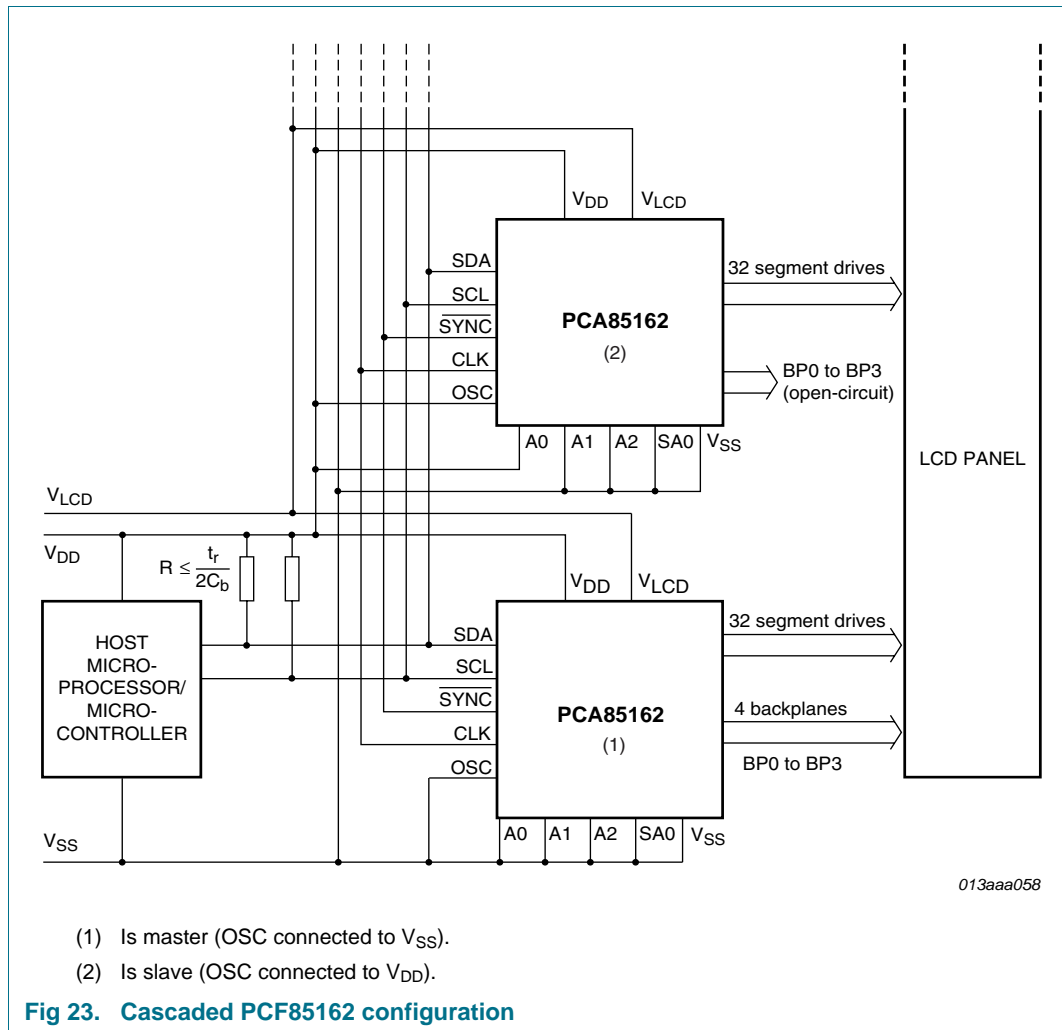 VDD VLCD
SDA
SCL
SYNC
CLK
OSC
PCA85162
(2)
32 segment drives
BP0 to BP3
(open-circuit)
A0 A1 A2 SA0 VSS
LCD PANEL
VLCD
VDD
R ≤ tr/2Cb
VDD VLCD
HOST
MICRO-
PROCESSOR/
MICRO-
CONTROLLER
SDA
SCL
SYNC
CLK
OSC
PCA85162
(1)
32 segment drives
4 backplanes
BP0 to BP3
A0 A1 A2 SA0 VSS
VSS
013aaa058
(1) Is master (OSC connected to VSS).
(2) Is slave (OSC connected to VDD).
Fig 23. Cascaded PCF85162 configuration